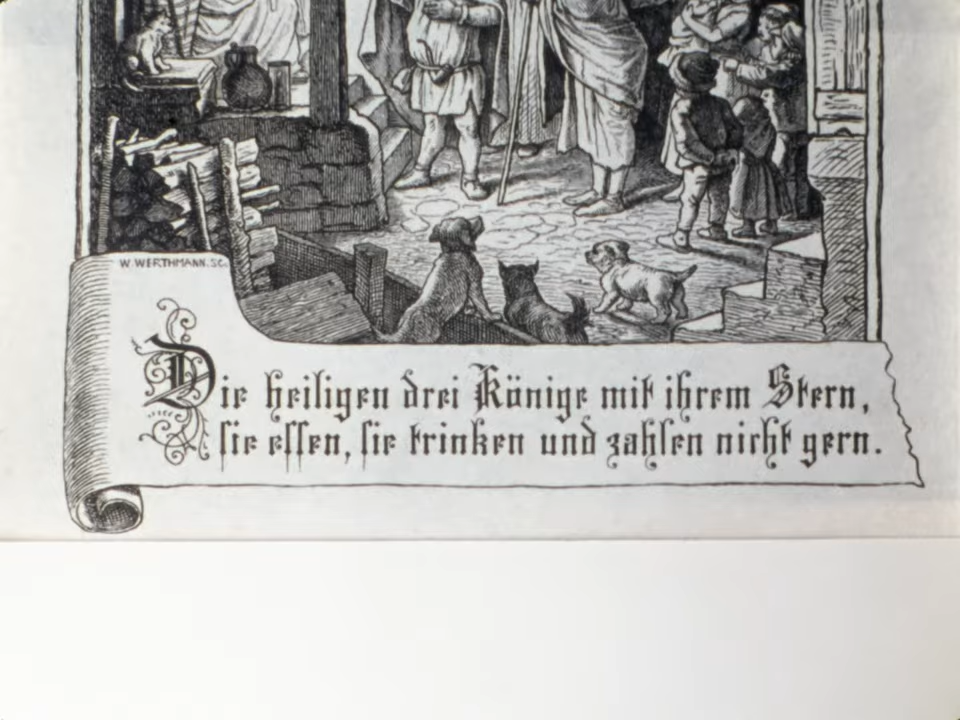 W. WERTHMANN. SC.
Die heiligen drei Könige mit ihrem Stern,
sie essen, sie trinken und zahlen nicht gern.